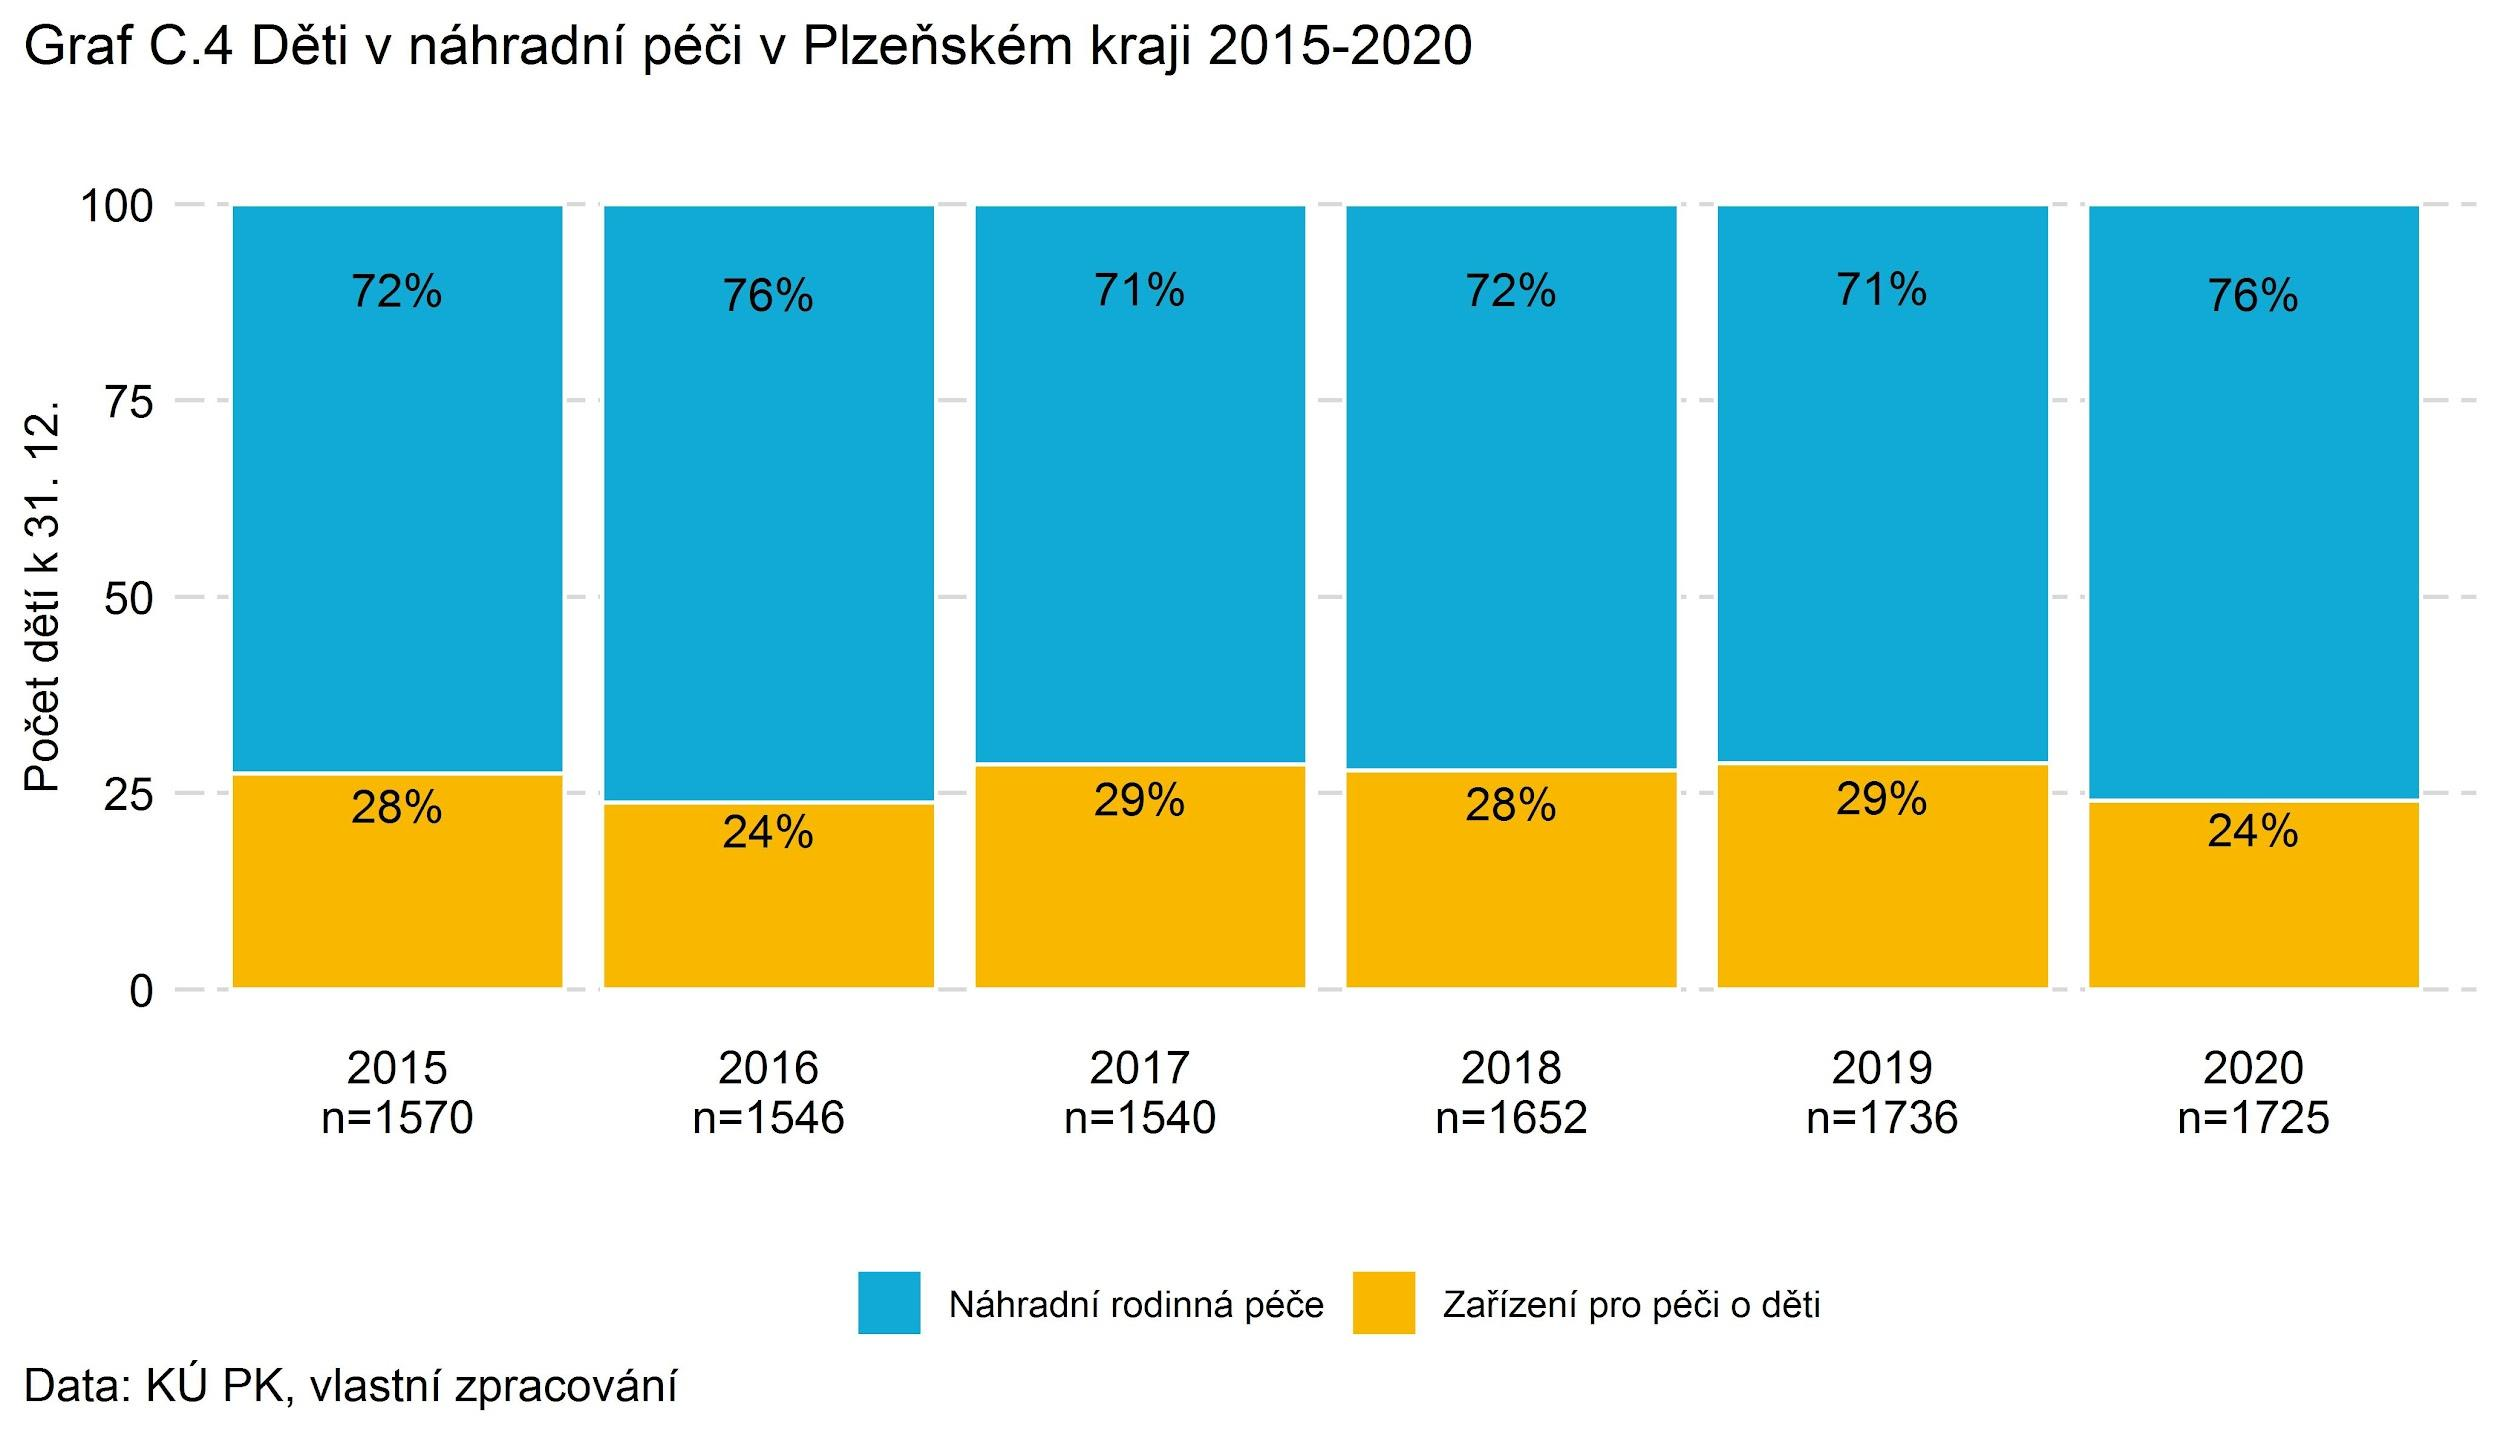 Graf C.4 Děti v náhradní péči v Plzeňském kraji 2015-2020
Počet dětí k 31. 12.
100
75
50
25
0
72%
76%
71%
72%
71%
76%
28%
24%
29%
28%
29%
24%
2015
n=1570
2016
n=1546
2017
n=1540
2018
n=1652
2019
n=1736
2020
n=1725
Náhradní rodinná péče
Zařízení pro péči o děti
Data: KÚ PK, vlastní zpracování